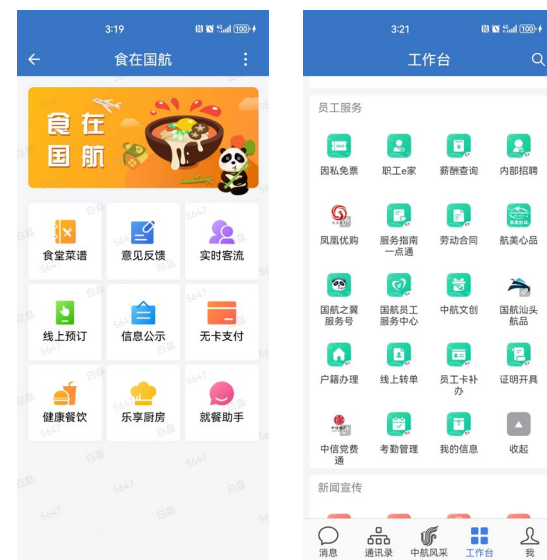 3:19
100
食在国航
食在
国航
食堂菜谱
意见反馈
实时客流
线上预订
信息公示
无卡支付
健康餐饮
乐享厨房
就餐助手
3:21
100
工作台
员工服务
因私免票
职工e家
薪酬查询
内部招聘
凤凰优购
服务指南
一点通
劳动合同
航美心品
国航之翼
服务号
国航员工
服务中心
中航文创
国航汕头
航品
户籍办理
线上转单
员工卡补
办
证明开具
中信党费
通
考勤管理
我的信息
收起
新闻宣传
消息
通讯录
中航风采
工作台
我